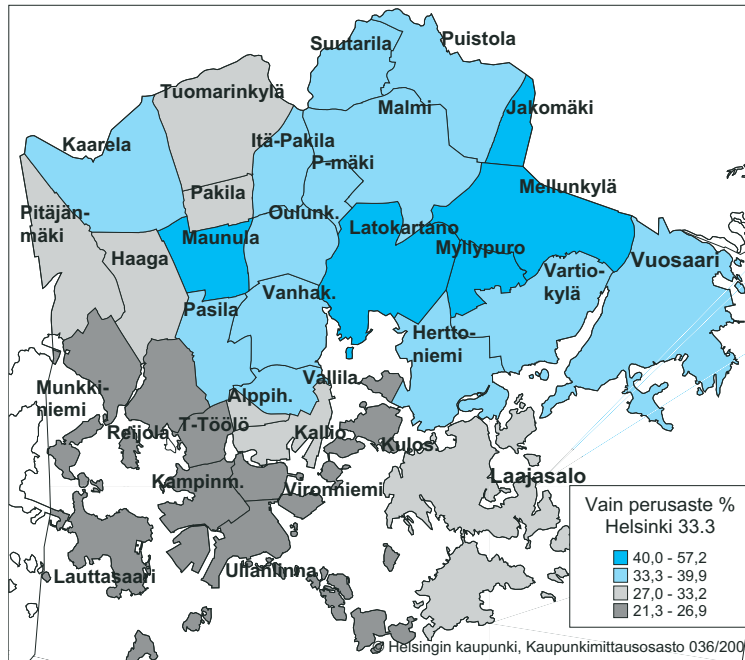 Suutarila
Puistola
Tuomarinkylä
Malmi
Jakomäki
Kaarela
Itä-Pakila
P-mäki
Pakila
Mellunkylä
Pitäjän-
mäki
Oulunk.
Latokartano
Maunula
Haaga
Myllypuro
Vartio-
kylä
Vuosaari
Vanhak.
Pasila
Hertto-
niemi
Munkki-
niemi
Vallila
Alppih.
T-Töölö
Reijola
Kallio
Kulos.
Laajasalo
Kampinm.
Vironniemi
Lauttasaari
Ullanlinna
Vain perusaste %
Helsinki 33.3
40,0 - 57,2
33,3 - 39,9
27,0 - 33,2
21,3 - 26,9
© Helsingin kaupunki, Kaupunkimittausosasto 036/200